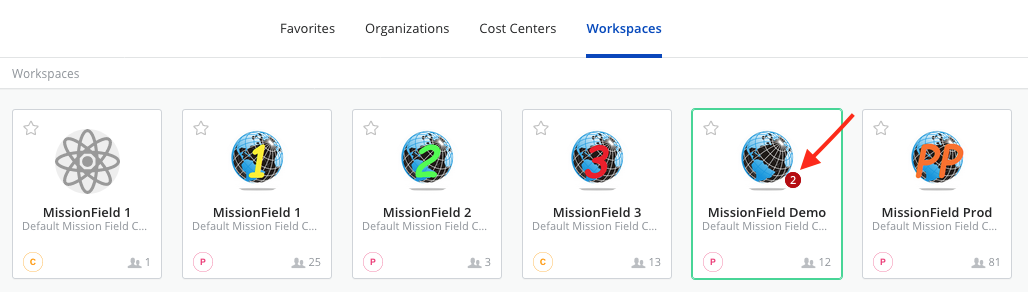 Favorites Organizations Cost Centers Workspaces
Workspaces
1 2 3 2 PP
MissionField 1 MissionField 1 MissionField 2 MissionField 3 MissionField Demo MissionField Prod
Default Mission Field C... Default Mission Field C... Default Mission Field C... Default Mission Field C... Default Mission Field C... Default Mission Field C...
C 1 P 25 P 3 C 13 P 12 P 81